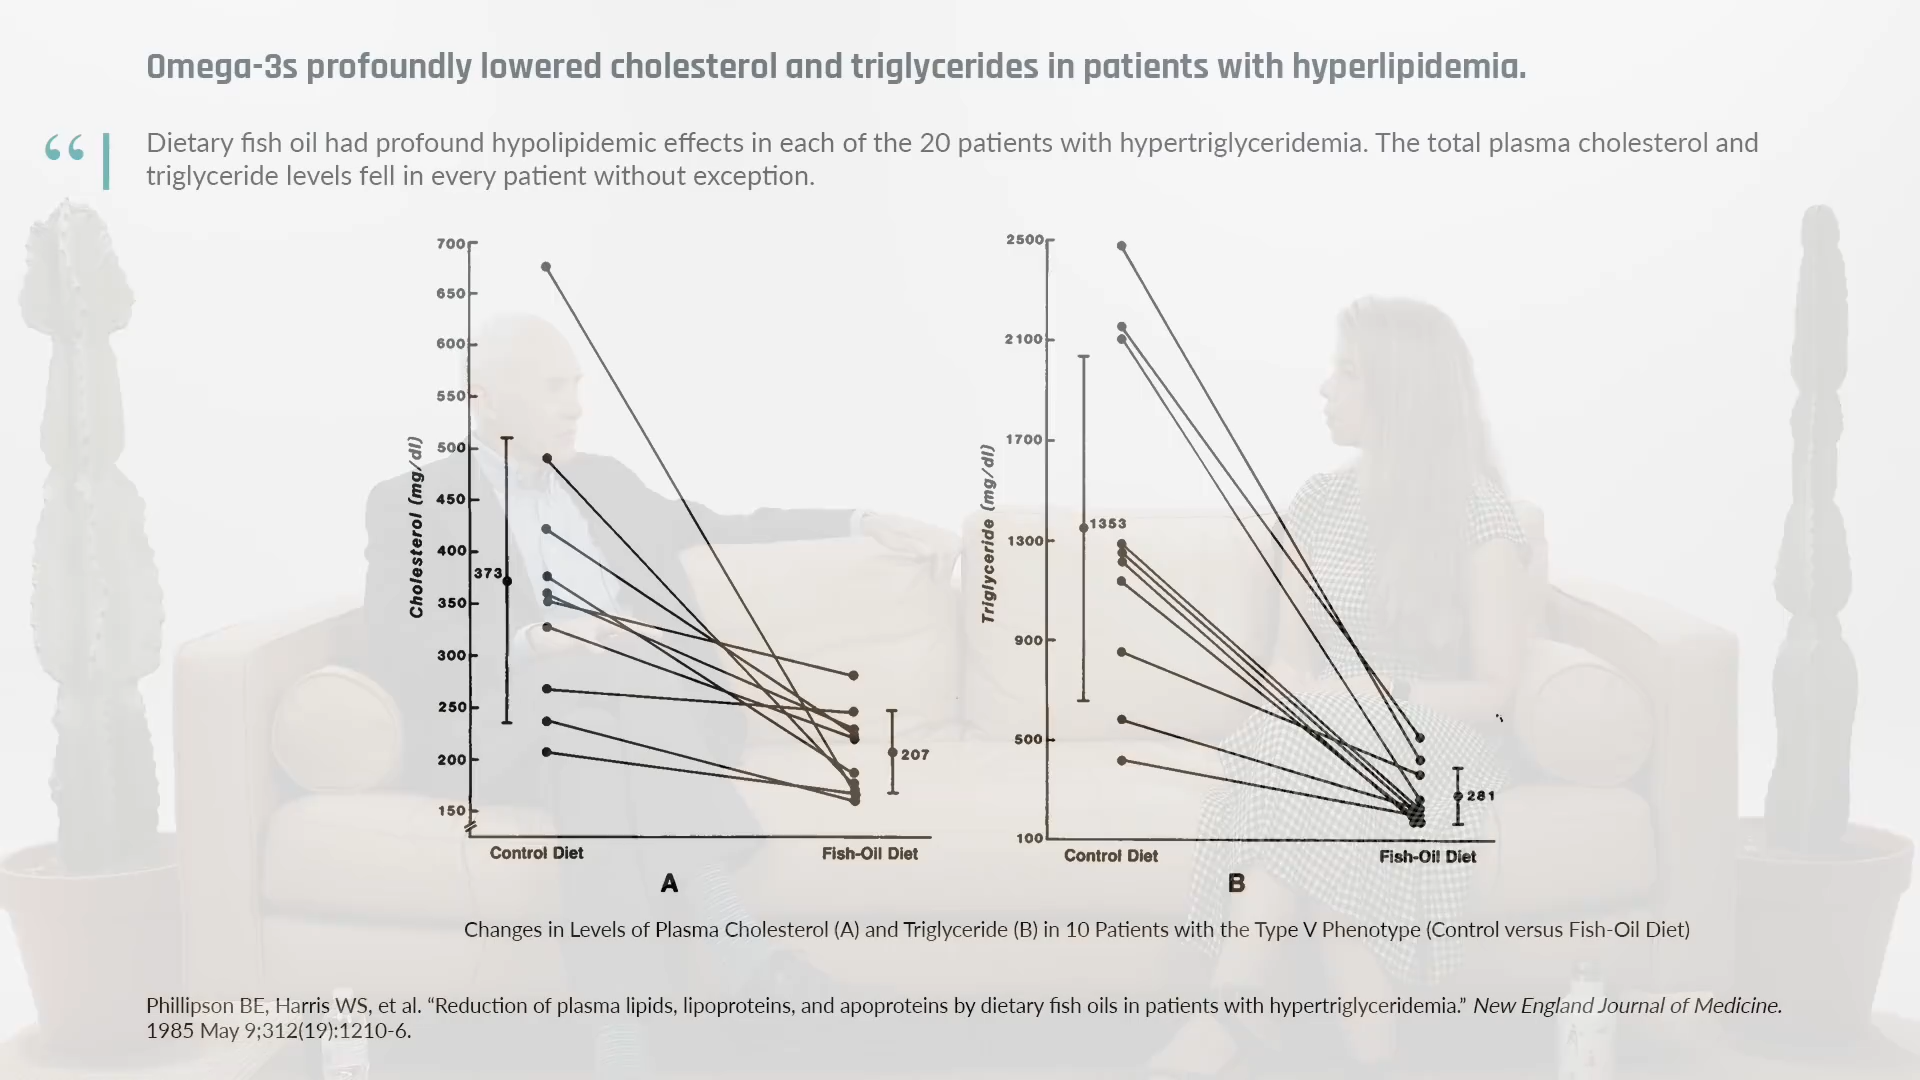 Omega-3s profoundly lowered cholesterol and triglycerides in patients with hyperlipidemia.
“ Dietary fish oil had profound hypolipidemic effects in each of the 20 patients with hypertriglyceridemia. The total plasma cholesterol and
triglyceride levels fell in every patient without exception.
Cholesterol (mg/dl)
700
650
600
550
500
450
400
350
300
250
200
150
373
207
Control Diet
Fish-Oil Diet
A
Triglyceride (mg/dl)
2500
2100
1700
1300
900
500
100
1353
281
Control Diet
Fish-Oil Diet
B
Changes in Levels of Plasma Cholesterol (A) and Triglyceride (B) in 10 Patients with the Type V Phenotype (Control versus Fish-Oil Diet)
Phillipson BE, Harris WS, et al. “Reduction of plasma lipids, lipoproteins, and apoproteins by dietary fish oils in patients with hypertriglyceridemia.” New England Journal of Medicine.
1985 May 9;312(19):1210-6.